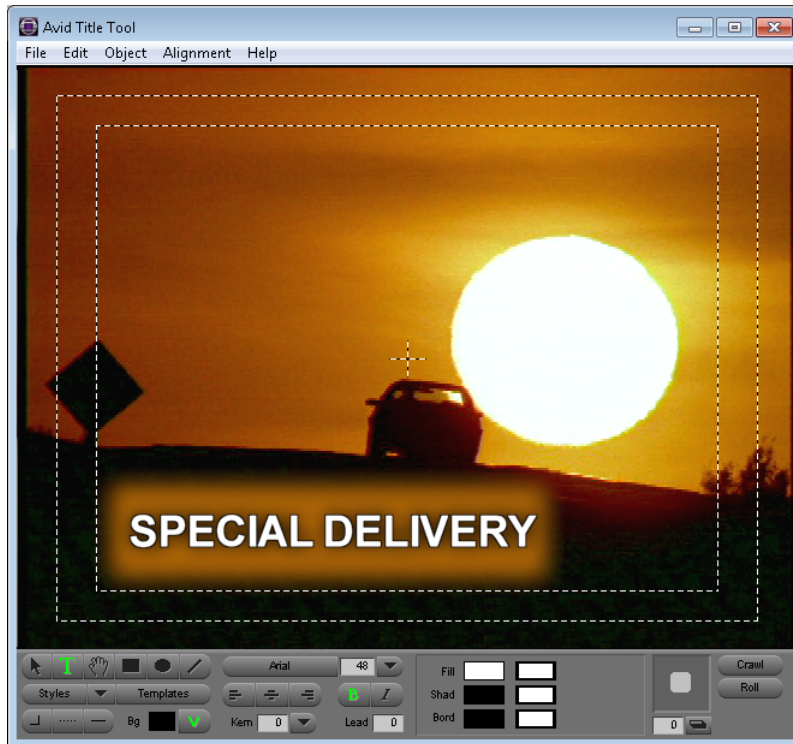 Avid Title Tool
File Edit Object Alignment Help
SPECIAL DELIVERY
T Arial 48 Fill Crawl
Styles Templates B I Shad Roll
Bg V Kern 0 Lead 0 Bord 0